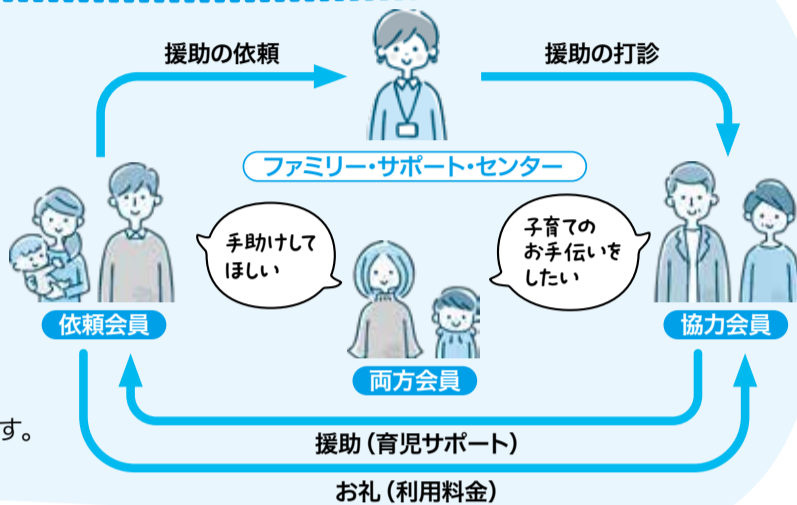 援助の依頼
援助の打診
ファミリー・サポート・センター
手助けして
ほしい
子育ての
お手伝いを
したい
依頼会員
両方会員
協力会員
す。
援助（育児サポート）
お礼（利用料金）